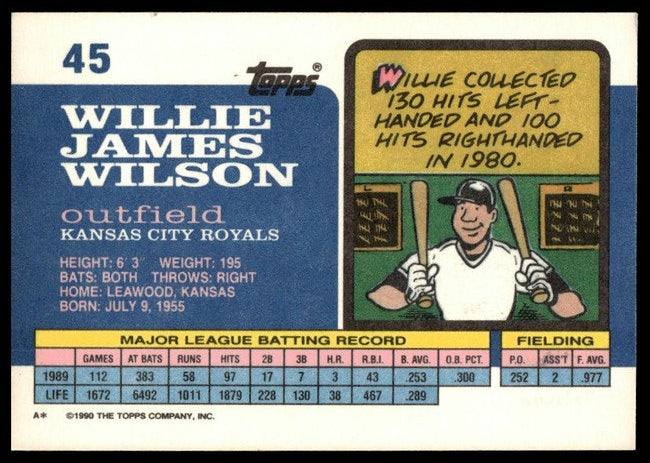 45
Topps®
WILLIE
JAMES
WILSON
outfield
KANSAS CITY ROYALS
HEIGHT: 6' 3" WEIGHT: 195
BATS: BOTH THROWS: RIGHT
HOME: LEAWOOD, KANSAS
BORN: JULY 9, 1955
WILLIE COLLECTED
130 HITS LEFT-
HANDED AND 100
HITS RIGHTHANDED
IN 1980.
L R
MAJOR LEAGUE BATTING RECORD FIELDING
GAMES AT BATS RUNS HITS 2B 3B H.R. R.B.I. B. AVG. O.B. PCT. P.O. ASS'T F. AVG.
1989 112 383 58 97 17 7 3 43 .253 .300 252 2 .977
LIFE 1672 6492 1011 1879 228 130 38 467 .289
A* ©1990 THE TOPPS COMPANY, INC.